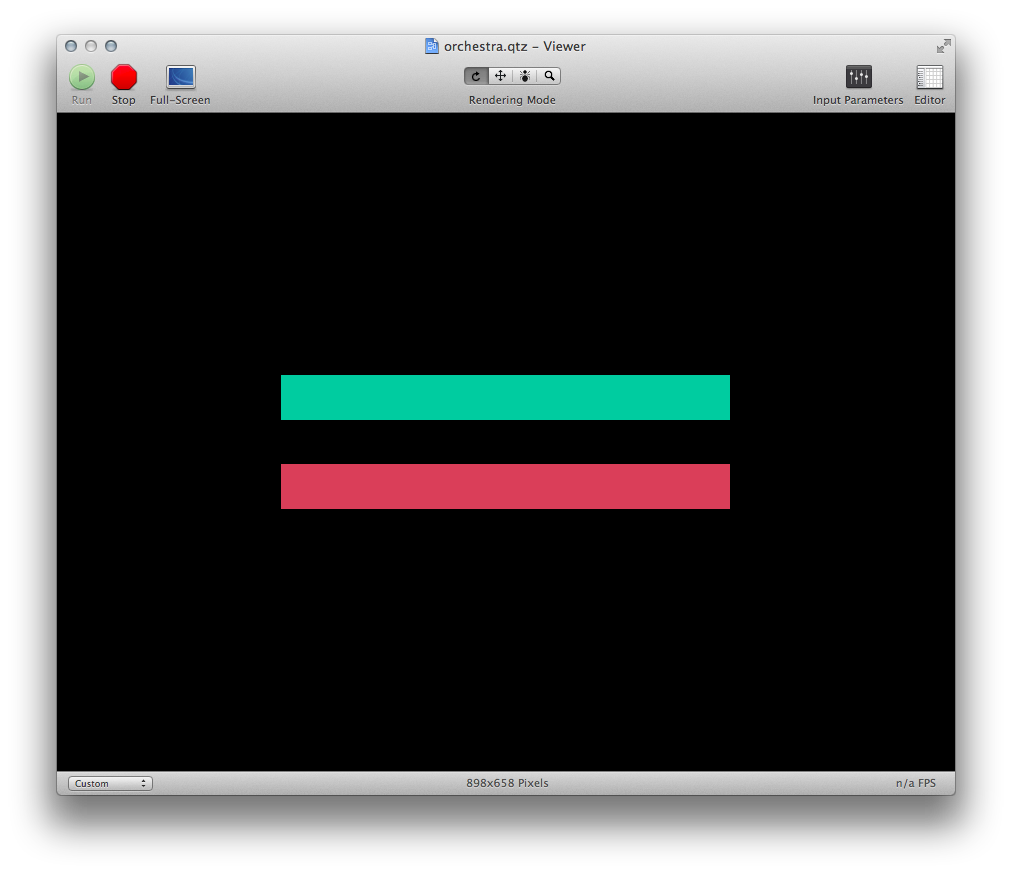 orchestra.qtz – Viewer
Run Stop Full-Screen Rendering Mode Input Parameters Editor
Custom 898x658 Pixels n/a FPS